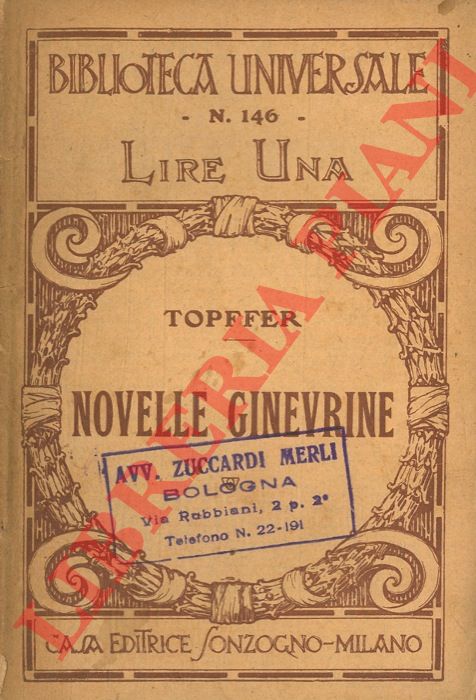 BIBLIOTECA UNIVERSALE
- N. 146 -
LIRE UNA
TOPFFER
NOVELLE GINEVRINE
AVV. ZUCCARDI MERLI
BOLOGNA
Via Rubbiani, 2 p. 2°
Telefono N. 22-191
CASA EDITRICE SONZOGNO-MILANO
LIBRERIA PIANI